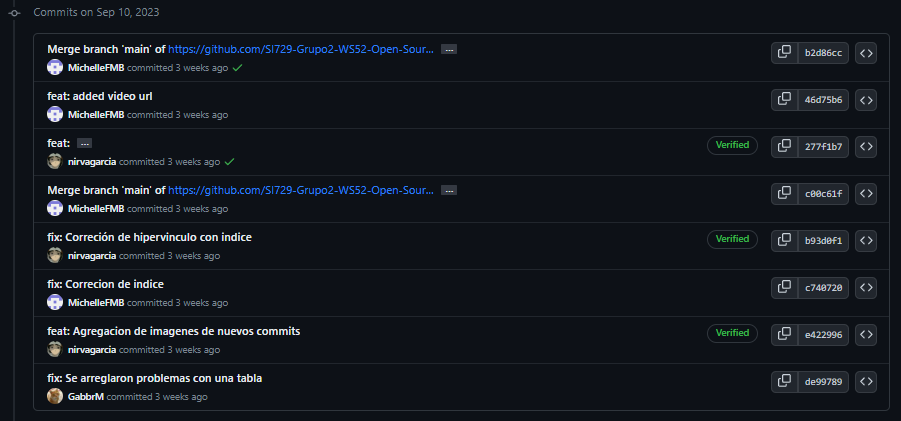 Commits on Sep 10, 2023
Merge branch 'main' of https://github.com/SI729-Grupo2-WS52-Open-Sour... ...
b2d86cc
MichelleFMB committed 3 weeks ago
feat: added video url
46d75b6
MichelleFMB committed 3 weeks ago
feat: ...
Verified 277f1b7
nirvagarcia committed 3 weeks ago
Merge branch 'main' of https://github.com/SI729-Grupo2-WS52-Open-Sour... ...
c00c61f
MichelleFMB committed 3 weeks ago
fix: Correción de hipervinculo con indice
Verified b93d0f1
nirvagarcia committed 3 weeks ago
fix: Correcion de indice
c740720
MichelleFMB committed 3 weeks ago
feat: Agregacion de imagenes de nuevos commits
Verified e422996
nirvagarcia committed 3 weeks ago
fix: Se arreglaron problemas con una tabla
de99789
GabbrM committed 3 weeks ago